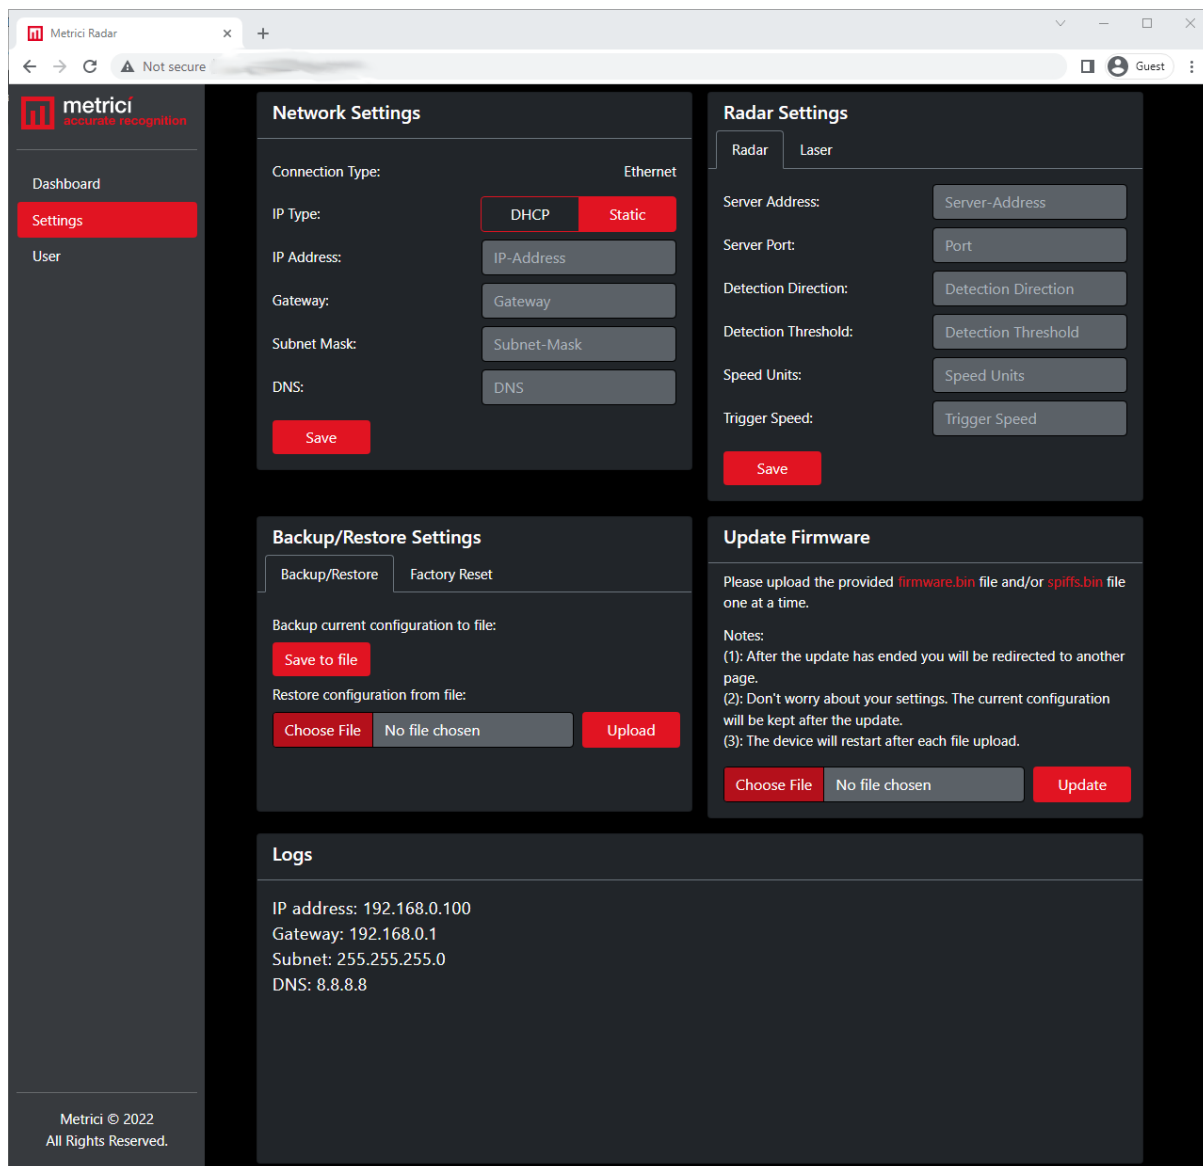 Metrici Radar
Not secure
Guest
metrici
accurate recognition
Dashboard
Settings
User
Network Settings
Connection Type: Ethernet
IP Type: DHCP Static
IP Address: IP-Address
Gateway: Gateway
Subnet Mask: Subnet-Mask
DNS: DNS
Save
Radar Settings
Radar Laser
Server Address: Server-Address
Server Port: Port
Detection Direction: Detection Direction
Detection Threshold: Detection Threshold
Speed Units: Speed Units
Trigger Speed: Trigger Speed
Save
Backup/Restore Settings
Backup/Restore Factory Reset
Backup current configuration to file:
Save to file
Restore configuration from file:
Choose File No file chosen Upload
Update Firmware
Please upload the provided firmware.bin file and/or spiffs.bin file
one at a time.
Notes:
(1): After the update has ended you will be redirected to another
page.
(2): Don't worry about your settings. The current configuration
will be kept after the update.
(3): The device will restart after each file upload.
Choose File No file chosen Update
Logs
IP address: 192.168.0.100
Gateway: 192.168.0.1
Subnet: 255.255.255.0
DNS: 8.8.8.8
Metrici © 2022
All Rights Reserved.